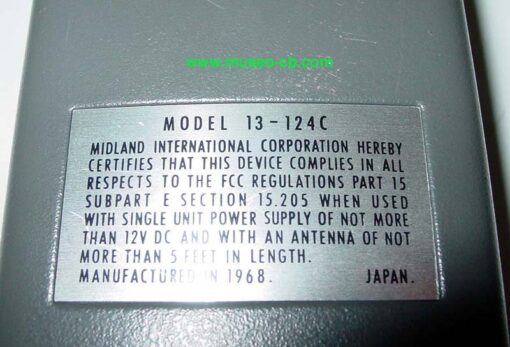 www.museo-cb.com
MODEL 13-124C
MIDLAND INTERNATIONAL CORPORATION HEREBY
CERTIFIES THAT THIS DEVICE COMPLIES IN ALL
RESPECTS TO THE FCC REGULATIONS PART 15
SUBPART E SECTION 15.205 WHEN USED
WITH SINGLE UNIT POWER SUPPLY OF NOT MORE
THAN 12V DC AND WITH AN ANTENNA OF NOT
MORE THAN 5 FEET IN LENGTH.
MANUFACTURED IN 1968. JAPAN.